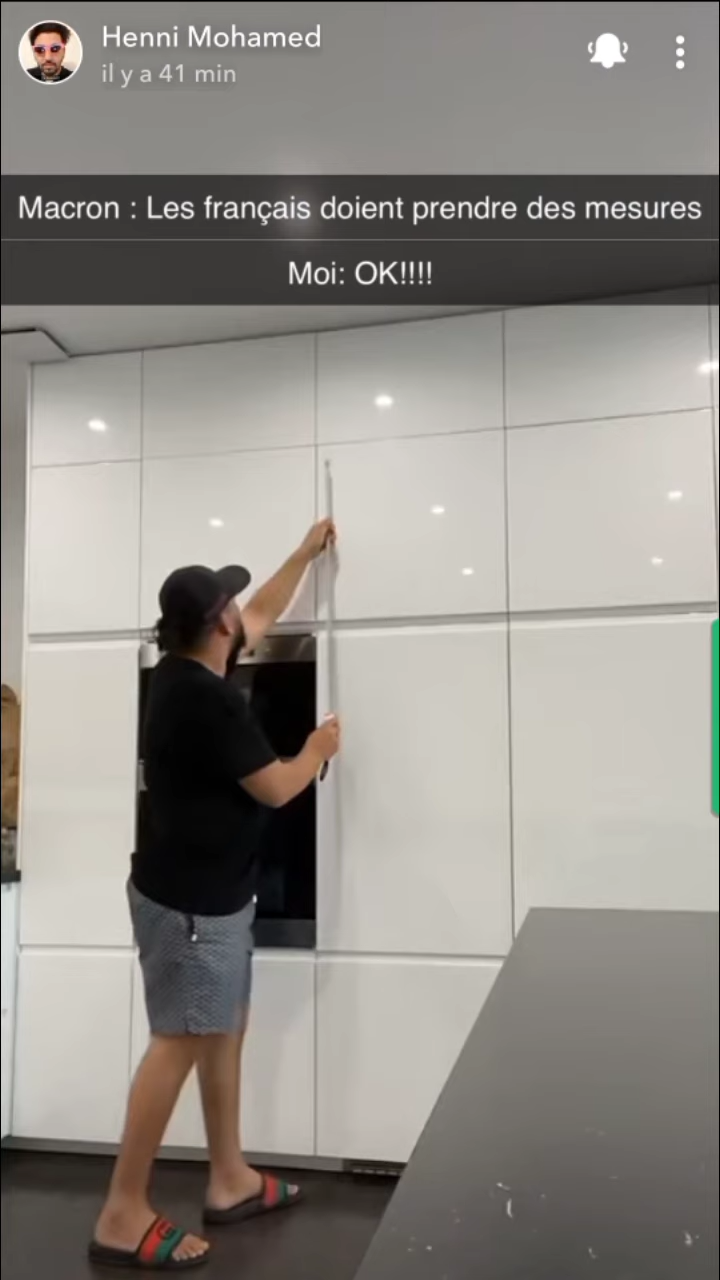 Henni Mohamed
il y a 41 min
Macron : Les français doient prendre des mesures
Moi: OK!!!!